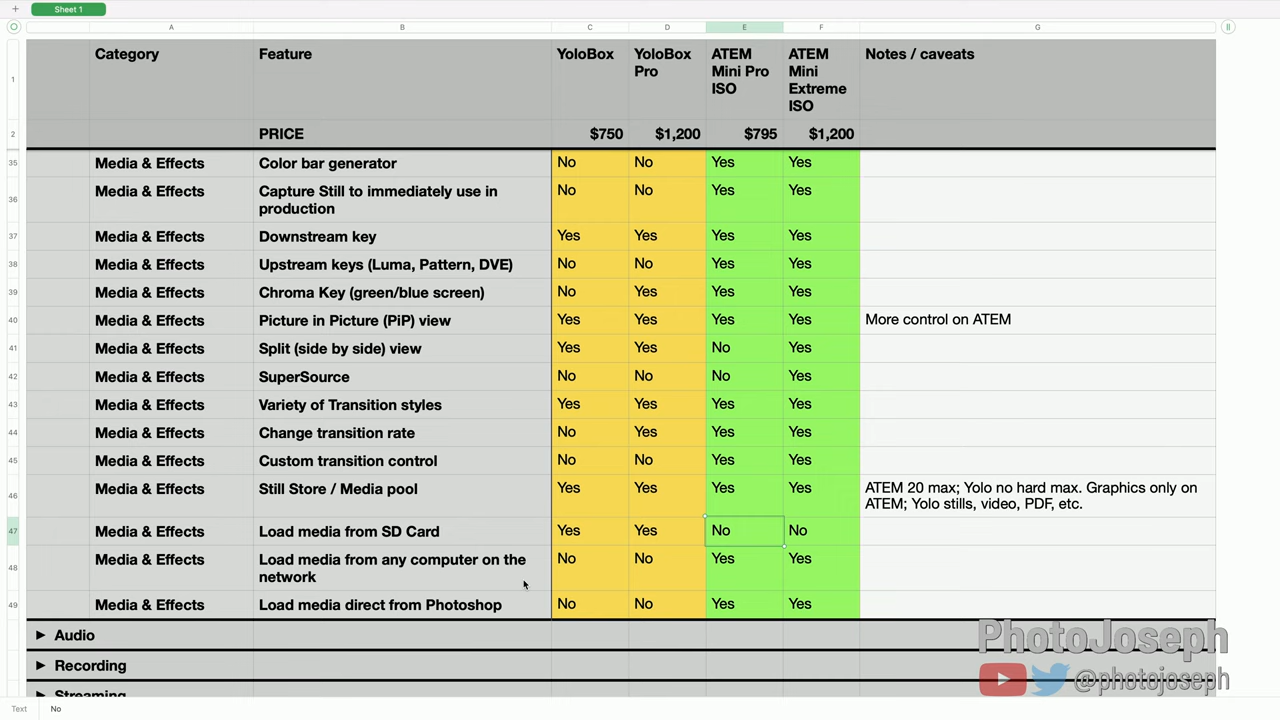 + Sheet 1
A B C D E F G
1 Category Feature YoloBox YoloBox Pro ATEM Mini Pro ISO ATEM Mini Extreme ISO Notes / caveats
2 PRICE $750 $1,200 $795 $1,200
35 Media & Effects Color bar generator No No Yes Yes
36 Media & Effects Capture Still to immediately use in production No No Yes Yes
37 Media & Effects Downstream key Yes Yes Yes Yes
38 Media & Effects Upstream keys (Luma, Pattern, DVE) No No Yes Yes
39 Media & Effects Chroma Key (green/blue screen) No Yes Yes Yes
40 Media & Effects Picture in Picture (PiP) view Yes Yes Yes Yes More control on ATEM
41 Media & Effects Split (side by side) view Yes Yes No Yes
42 Media & Effects SuperSource No No No Yes
43 Media & Effects Variety of Transition styles Yes Yes Yes Yes
44 Media & Effects Change transition rate No Yes Yes Yes
45 Media & Effects Custom transition control No No Yes Yes
46 Media & Effects Still Store / Media pool Yes Yes Yes Yes ATEM 20 max; Yolo no hard max. Graphics only on ATEM; Yolo stills, video, PDF, etc.
47 Media & Effects Load media from SD Card Yes Yes No No
48 Media & Effects Load media from any computer on the network No No Yes Yes
49 Media & Effects Load media direct from Photoshop No No Yes Yes
Audio
Recording
Streaming
PhotoJoseph
@photojoseph
Text No